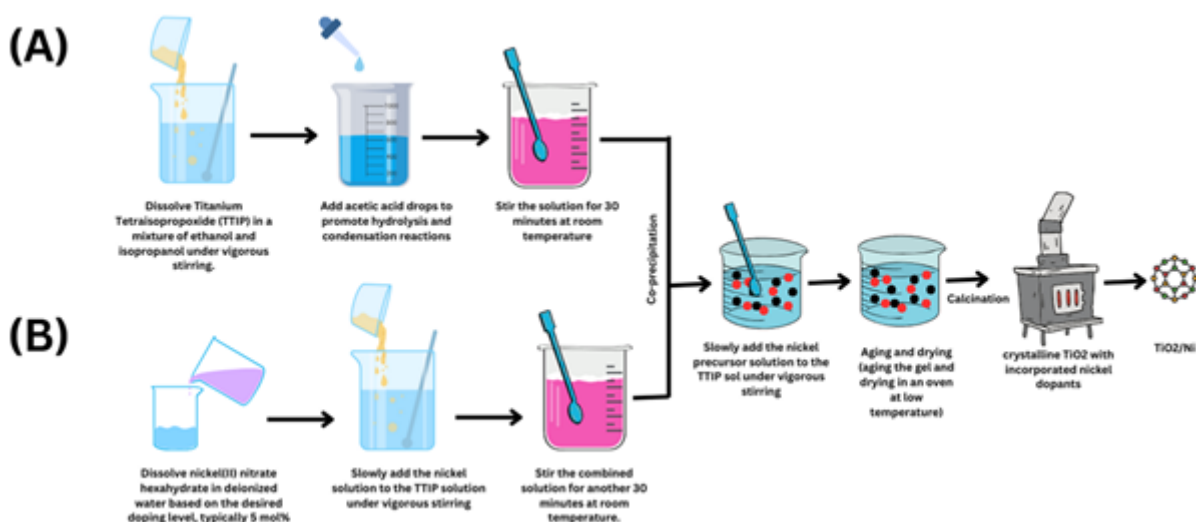 (A)
Dissolve Titanium
Tetraisopropoxide (TTIP) in a
mixture of ethanol and
isopropanol under vigorous
stirring.
Add acetic acid drops to
promote hydrolysis and
condensation reactions
Stir the solution for 30
minutes at room
temperature
Co-precipitation
Slowly add the nickel
precursor solution to the
TTIP sol under vigorous
stirring
Aging and drying
(aging the gel and
drying in an oven
at low
temperature)
Calcination
crystalline TiO2 with
incorporated nickel
dopants
TiO2/Ni
(B)
Dissolve nickel(II) nitrate
hexahydrate in deionized
water based on the desired
doping level, typically 5 mol%
Slowly add the nickel
solution to the TTIP solution
under vigorous stirring
Stir the combined
solution for another 30
minutes at room
temperature.